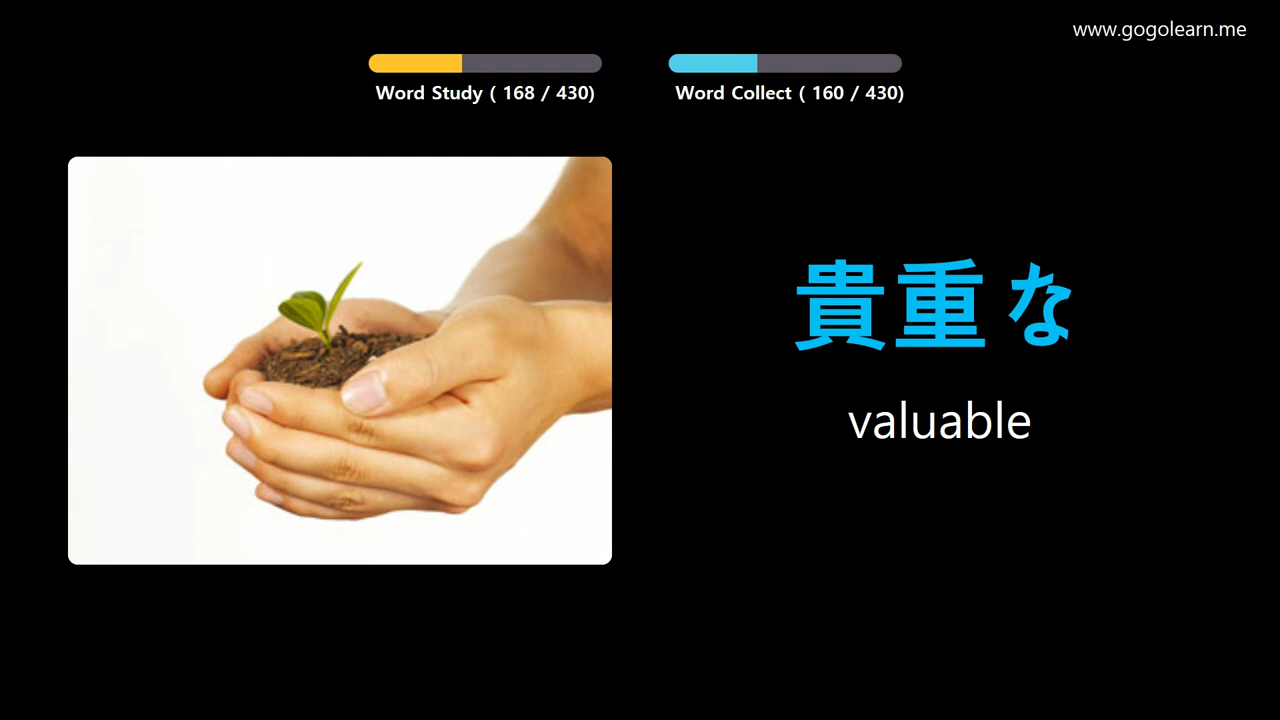 www.gogolearn.me
Word Study ( 168 / 430)
Word Collect ( 160 / 430)
貴重な
valuable